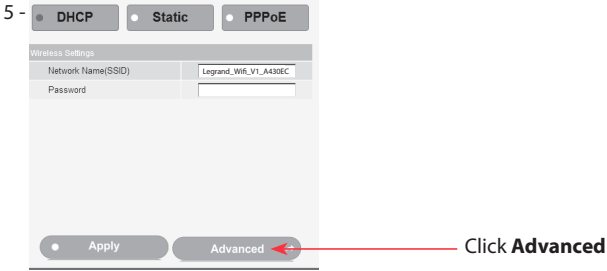 5 - DHCP Static PPPoE
Wireless Settings
Network Name(SSID) Legrand_Wifi_V1_A430EC
Password
Apply Advanced Click Advanced